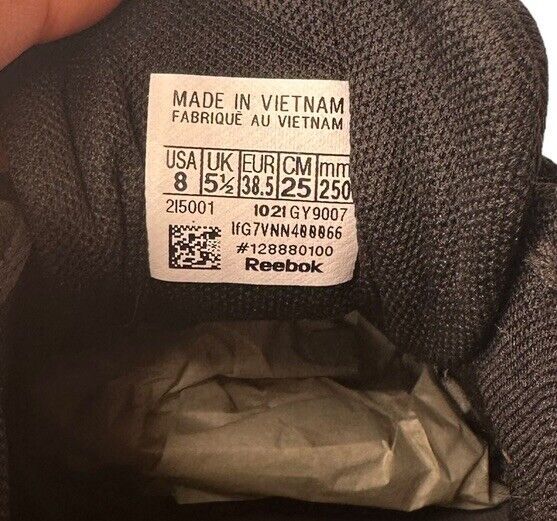 MADE IN VIETNAM
FABRIQUÉ AU VIETNAM
USA UK EUR CM mm
8 5½ 38.5 25 250
2I5001 1021 GY9007
#128880100
Reebok